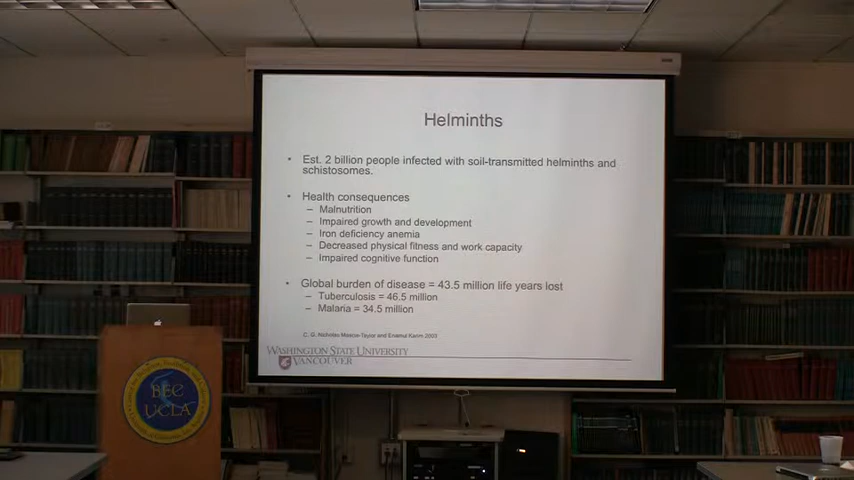 Helminths
• Est. 2 billion people infected with soil-transmitted helminths and
schistosomes.
• Health consequences
– Malnutrition
– Impaired growth and development
– Iron deficiency anemia
– Decreased physical fitness and work capacity
– Impaired cognitive function
• Global burden of disease = 43.5 million life years lost
– Tuberculosis = 46.5 million
– Malaria = 34.5 million
C. G. Nicholas Mascie-Taylor and Enamul Karim 2003
WASHINGTON STATE UNIVERSITY
VANCOUVER
BEC
UCLA